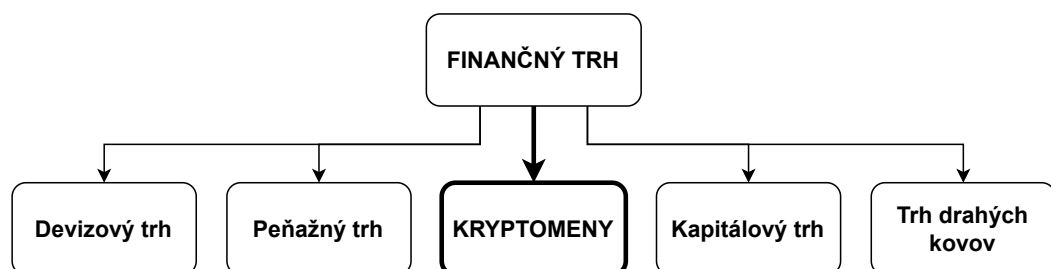 FINANČNÝ TRH
Devizový trh
Peňažný trh
KRYPTOMENY
Kapitálový trh
Trh drahých
kovov